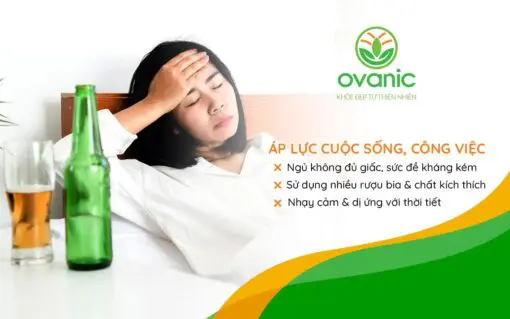 ovanic
KHỎE ĐẸP TỪ THIÊN NHIÊN
ÁP LỰC CUỘC SỐNG, CÔNG VIỆC
Ngủ không đủ giấc, sức đề kháng kém
Sử dụng nhiều rượu bia & chất kích thích
Nhạy cảm & dị ứng với thời tiết